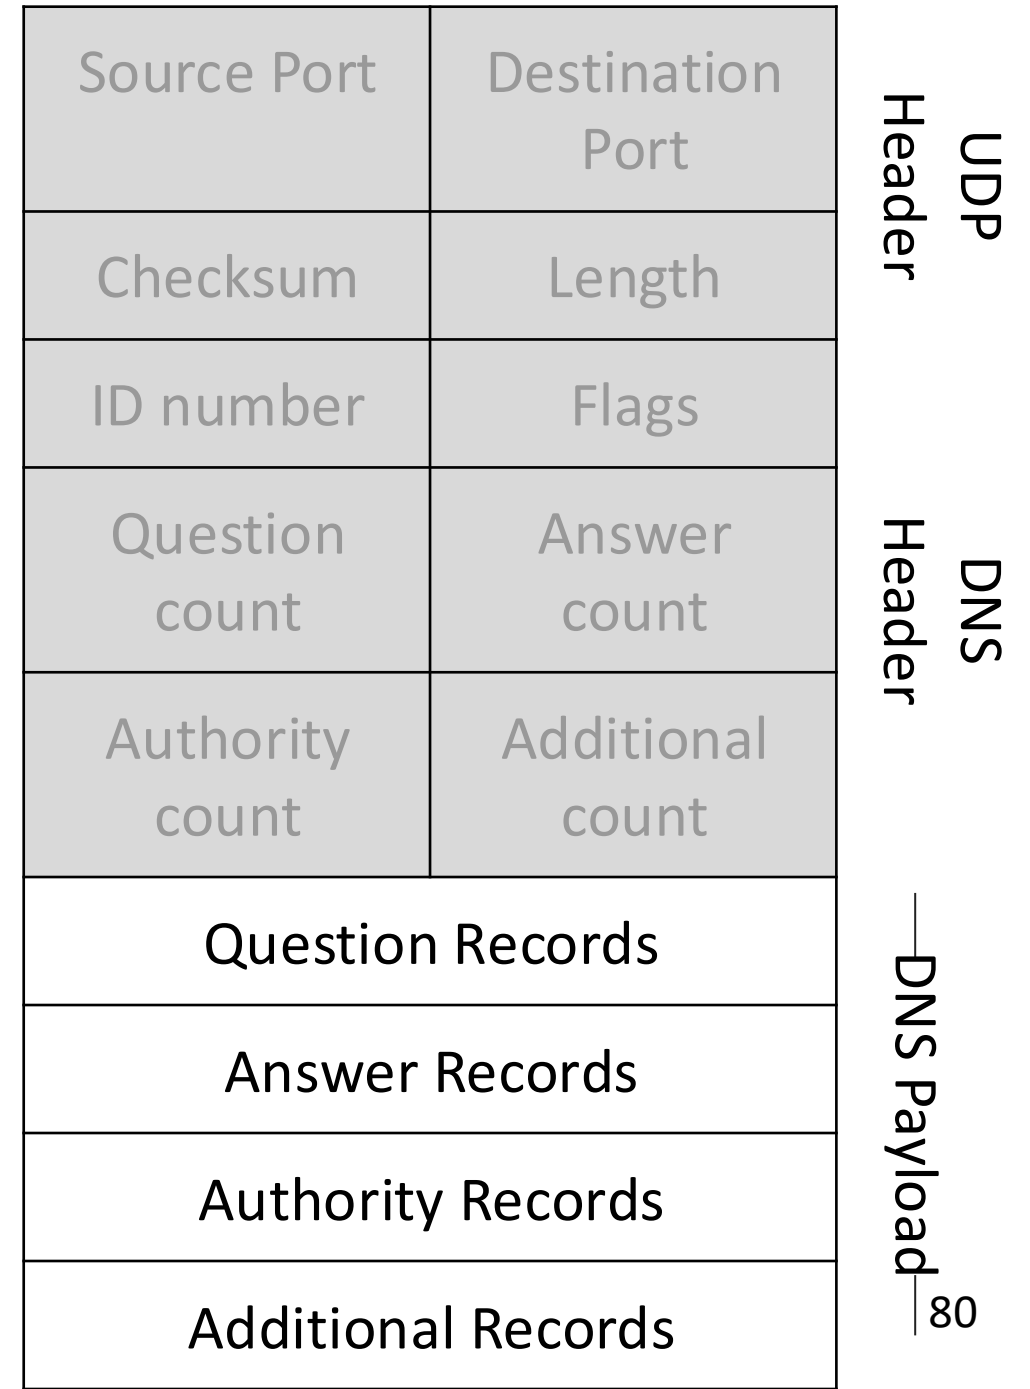 Source Port
Destination
Port
Checksum
Length
ID number
Flags
Question
count
Answer
count
Authority
count
Additional
count
Question Records
Answer Records
Authority Records
Additional Records
UDP
Header
DNS
Header
DNS Payload
80